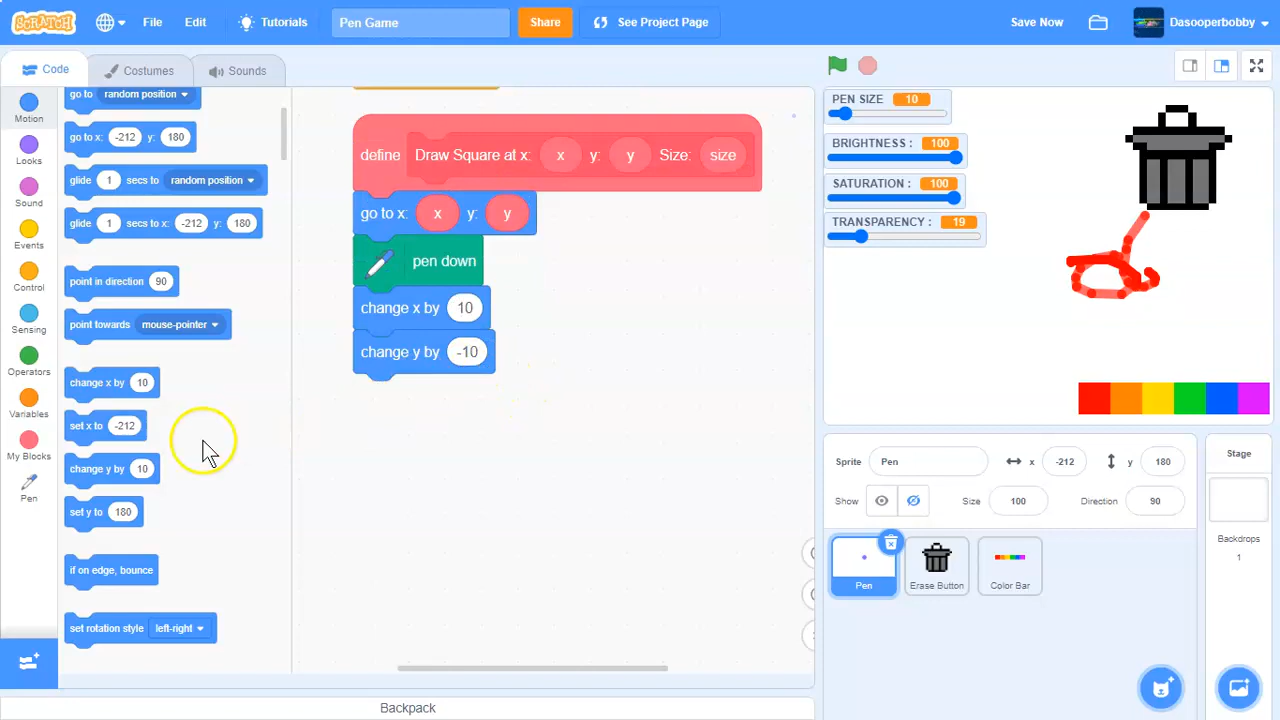 SCRATCH File Edit Tutorials Pen Game Share See Project Page Save Now Dasooperbobby
Code Costumes Sounds
Motion
Looks
Sound
Events
Control
Sensing
Operators
Variables
My Blocks
Pen
go to random position
go to x: -212 y: 180
glide 1 secs to random position
glide 1 secs to x: -212 y: 180
point in direction 90
point towards mouse-pointer
change x by 10
set x to -212
change y by 10
set y to 180
if on edge, bounce
set rotation style left-right
define Draw Square at x: x y: y Size: size
go to x: x y: y
pen down
change x by 10
change y by -10
Backpack
PEN SIZE 10
BRIGHTNESS: 100
SATURATION : 100
TRANSPARENCY : 19
Sprite Pen x -212 y 180
Show Size 100 Direction 90
Pen Erase Button Color Bar
Stage
Backdrops
1